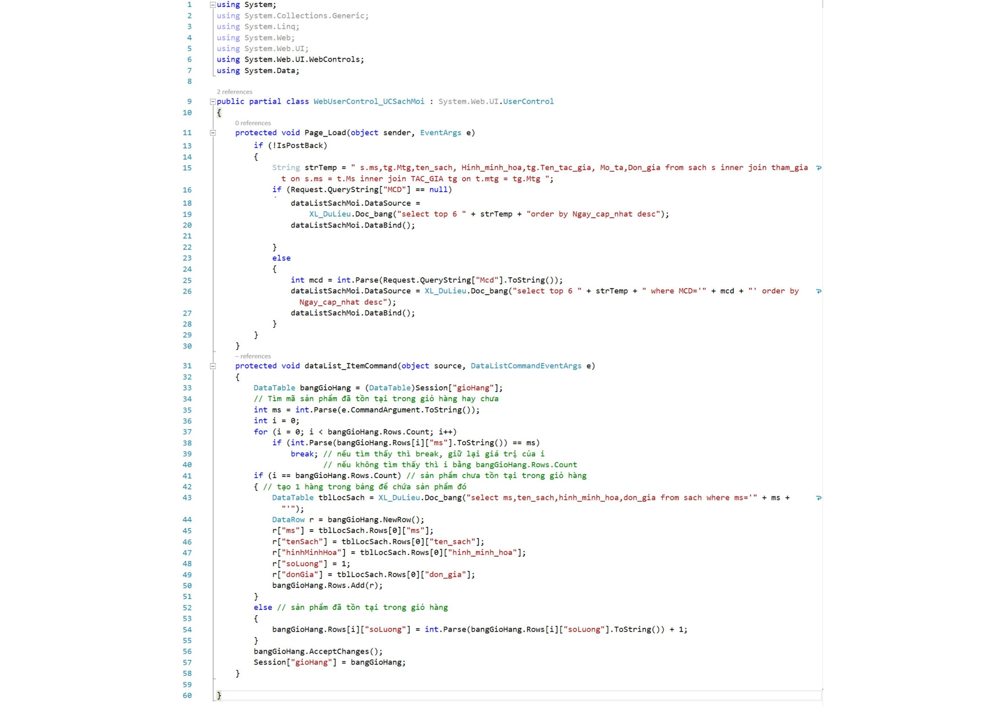 1 using System;
2 using System.Collections.Generic;
3 using System.Linq;
4 using System.Web;
5 using System.Web.UI;
6 using System.Web.UI.WebControls;
7 using System.Data;
8
2 references
9 public partial class WebUserControl_UCSachMoi : System.Web.UI.UserControl
10 {
0 references
11 protected void Page_Load(object sender, EventArgs e)
13 if (!IsPostBack)
14 {
15 String strTemp = " s.ms,tg.Mtg,ten_sach, Hinh_minh_hoa,tg.Ten_tac_gia, Mo_ta,Don_gia from sach s inner join tham_gia
t on s.ms = t.Ms inner join TAC_GIA tg on t.mtg = tg.Mtg ";
16 if (Request.QueryString["MCD"] == null)
18 dataListSachMoi.DataSource =
19 XL_DuLieu.Doc_bang("select top 6 " + strTemp + "order by Ngay_cap_nhat desc");
20 dataListSachMoi.DataBind();
21
22 }
23 else
24 {
25 int mcd = int.Parse(Request.QueryString["Mcd"].ToString());
26 dataListSachMoi.DataSource = XL_DuLieu.Doc_bang("select top 6 " + strTemp + " where MCD='" + mcd + "' order by
Ngay_cap_nhat desc");
27 dataListSachMoi.DataBind();
28 }
29 }
30 }
– references
31 protected void dataList_ItemCommand(object source, DataListCommandEventArgs e)
32 {
33 DataTable bangGioHang = (DataTable)Session["gioHang"];
34 // Tìm mã sản phẩm đã tồn tại trong giỏ hàng hay chưa
35 int ms = int.Parse(e.CommandArgument.ToString());
36 int i = 0;
37 for (i = 0; i < bangGioHang.Rows.Count; i++)
38 if (int.Parse(bangGioHang.Rows[i]["ms"].ToString()) == ms)
39 break; // nếu tìm thấy thì break, giữ lại giá trị của i
40 // nếu không tìm thấy thì i bằng bangGioHang.Rows.Count
41 if (i == bangGioHang.Rows.Count) // sản phẩm chưa tồn tại trong giỏ hàng
42 { // tạo 1 hàng trong bảng để chứa sản phẩm đó
43 DataTable tblLocSach = XL_DuLieu.Doc_bang("select ms,ten_sach,hinh_minh_hoa,don_gia from sach where ms='" + ms +
"'");
44 DataRow r = bangGioHang.NewRow();
45 r["ms"] = tblLocSach.Rows[0]["ms"];
46 r["tenSach"] = tblLocSach.Rows[0]["ten_sach"];
47 r["hinhMinhHoa"] = tblLocSach.Rows[0]["hinh_minh_hoa"];
48 r["soLuong"] = 1;
49 r["donGia"] = tblLocSach.Rows[0]["don_gia"];
50 bangGioHang.Rows.Add(r);
51 }
52 else // sản phẩm đã tồn tại trong giỏ hàng
53 {
54 bangGioHang.Rows[i]["soLuong"] = int.Parse(bangGioHang.Rows[i]["soLuong"].ToString()) + 1;
55 }
56 bangGioHang.AcceptChanges();
57 Session["gioHang"] = bangGioHang;
58 }
59
60 }